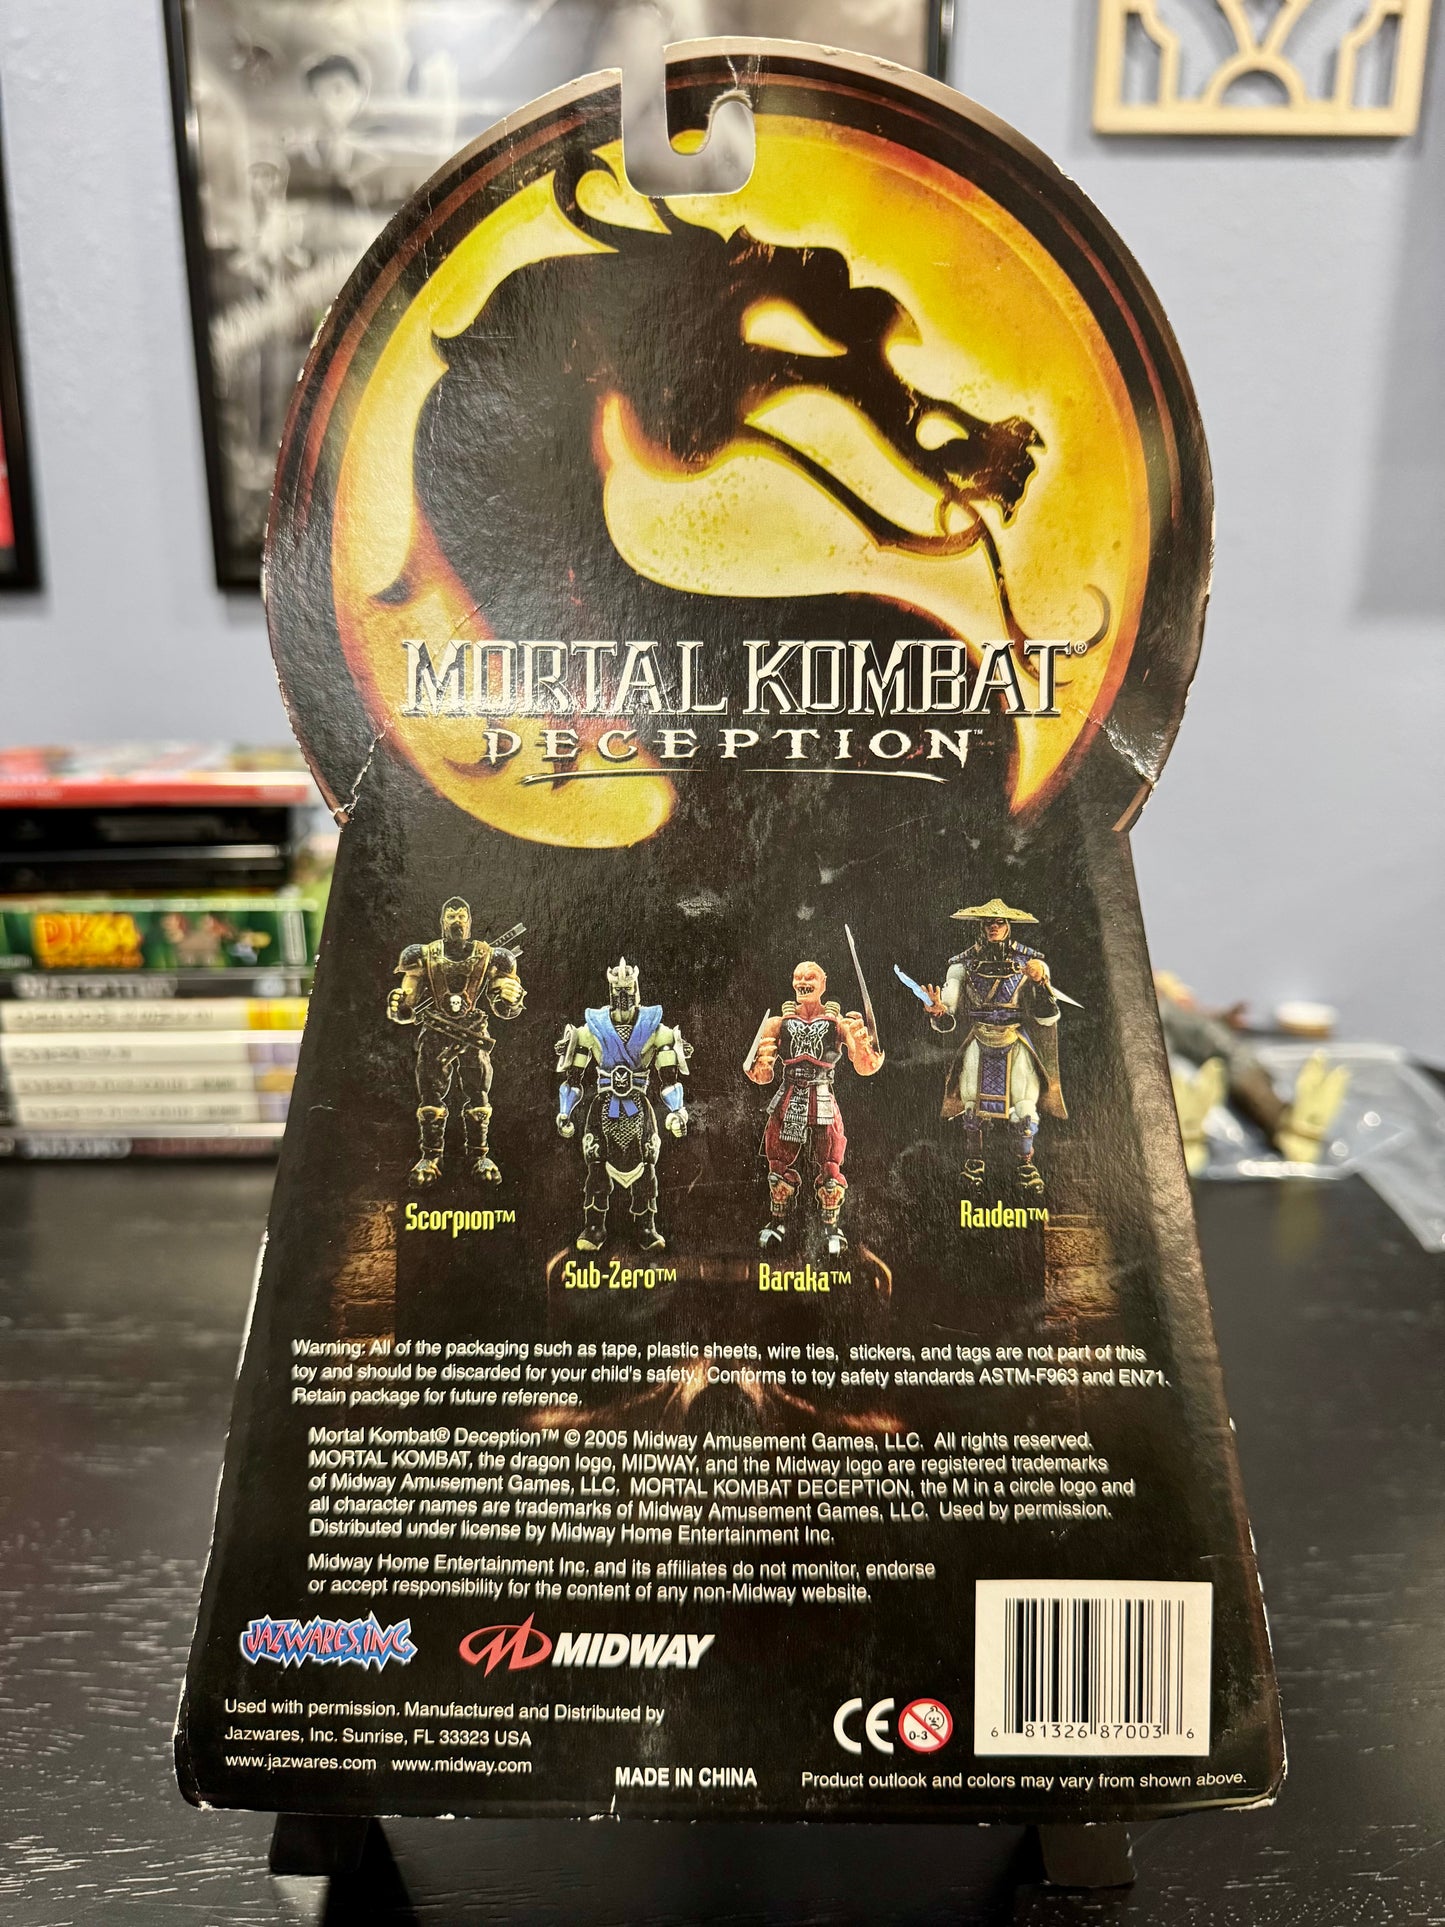 MORTAL KOMBAT®
DECEPTION™
Scorpion™
Sub-Zero™
Baraka™
Raiden™
Warning: All of the packaging such as tape, plastic sheets, wire ties, stickers, and tags are not part of this
toy and should be discarded for your child's safety. Conforms to toy safety standards ASTM-F963 and EN71.
Retain package for future reference.
Mortal Kombat® Deception™ © 2005 Midway Amusement Games, LLC. All rights reserved.
MORTAL KOMBAT, the dragon logo, MIDWAY, and the Midway logo are registered trademarks
of Midway Amusement Games, LLC. MORTAL KOMBAT DECEPTION, the M in a circle logo and
all character names are trademarks of Midway Amusement Games, LLC. Used by permission.
Distributed under license by Midway Home Entertainment Inc.
Midway Home Entertainment Inc. and its affiliates do not monitor, endorse
or accept responsibility for the content of any non-Midway website.
JAZWARES, INC
MIDWAY
Used with permission. Manufactured and Distributed by
Jazwares, Inc. Sunrise, FL 33323 USA
www.jazwares.com www.midway.com
MADE IN CHINA
CE
0-3
6 81326 87003 6
Product outlook and colors may vary from shown above.
DK64